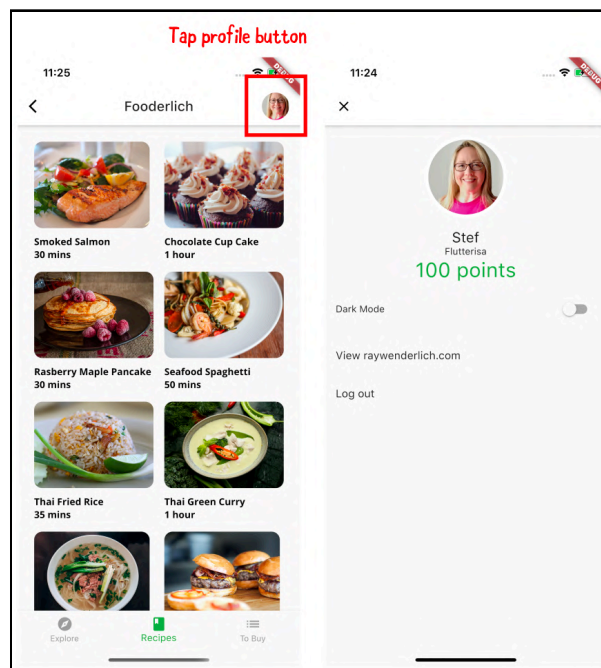 Tap profile button
11:25
DEBUG
Fooderlich
Smoked Salmon
30 mins
Chocolate Cup Cake
1 hour
Rasberry Maple Pancake
30 mins
Seafood Spaghetti
50 mins
Thai Fried Rice
35 mins
Thai Green Curry
1 hour
Explore
Recipes
To Buy
11:24
DEBUG
Stef
Flutterisa
100 points
Dark Mode
View raywenderlich.com
Log out